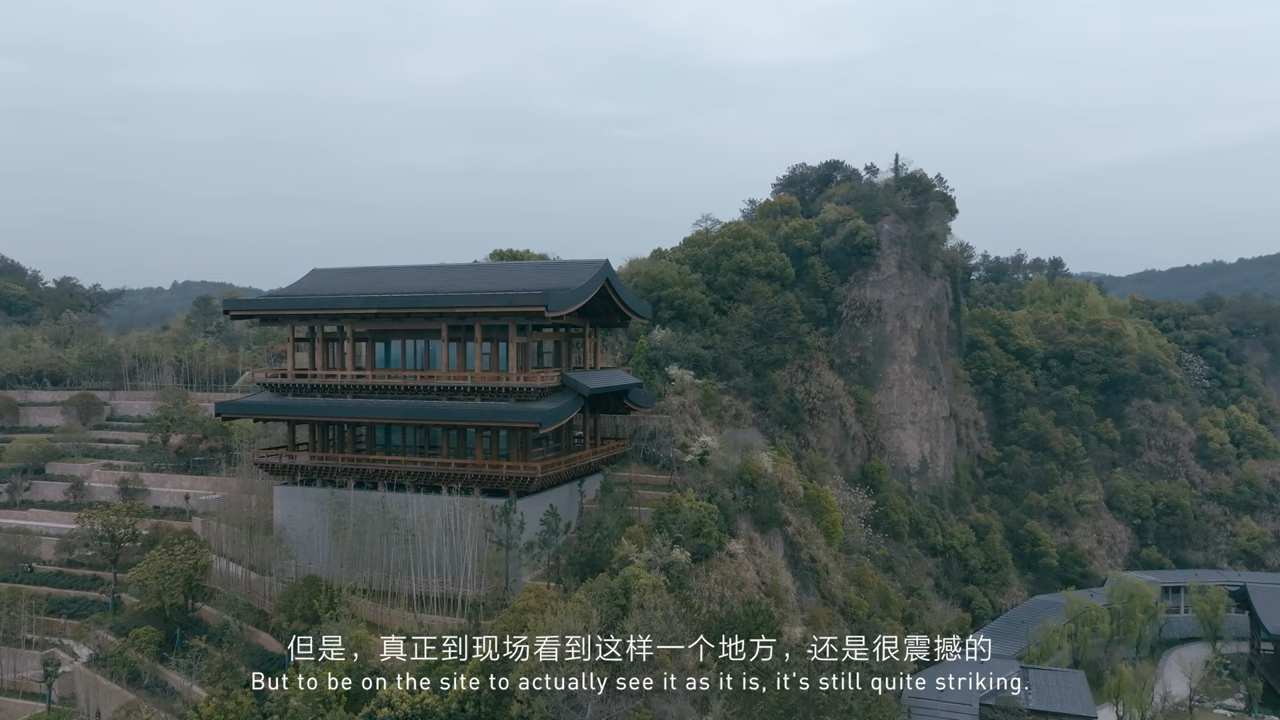 但是，真正到现场看到这样一个地方，还是很震撼的
But to be on the site to actually see it as it is, it's still quite striking.